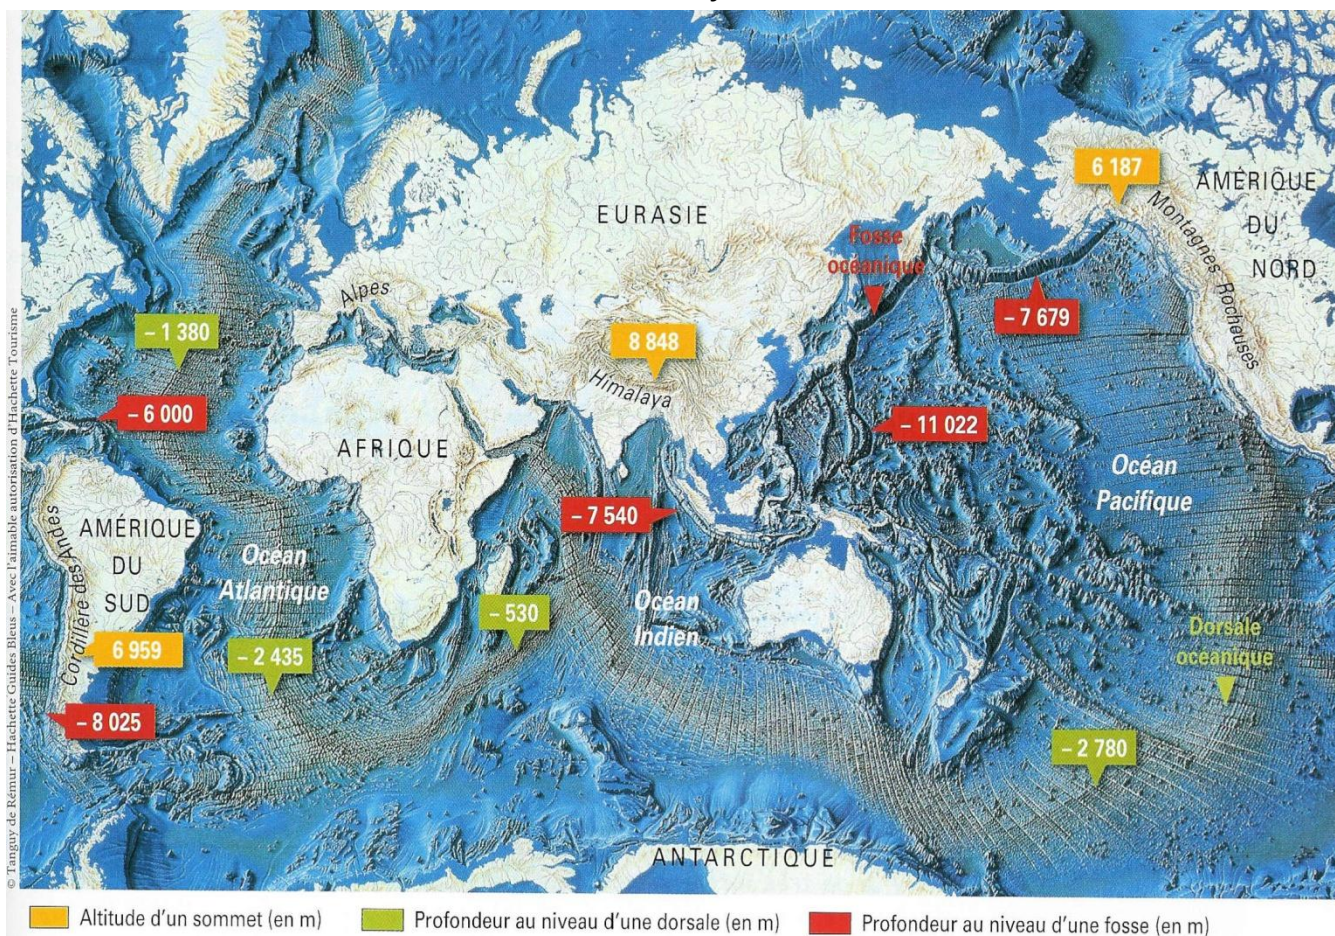 6 187
AMÉRIQUE
DU
NORD
Montagnes Rocheuses
EURASIE
Fosse
océanique
– 7 679
Alpes
– 1 380
8 848
Himalaya
– 6 000
AFRIQUE
– 11 022
Océan
Pacifique
– 7 540
AMÉRIQUE
DU
SUD
Cordillère des Andes
Océan
Atlantique
– 530
Océan
Indien
6 959
– 2 435
Dorsale
océanique
– 8 025
– 2 780
ANTARCTIQUE
© Tanguy de Rémur – Hachette Guides Bleus – Avec l'aimable autorisation d'Hachette Tourisme
Altitude d'un sommet (en m) Profondeur au niveau d'une dorsale (en m) Profondeur au niveau d'une fosse (en m)